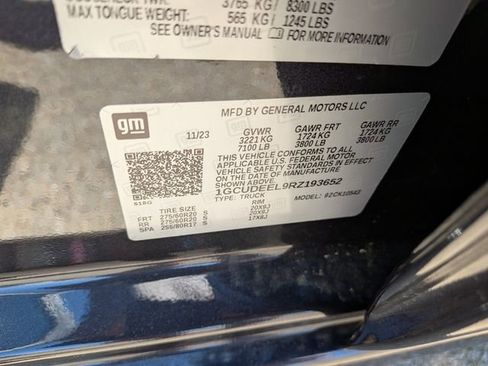 3765 KG / 8300 LBS
MAX TONGUE WEIGHT: 565 KG / 1245 LBS
SEE OWNER'S MANUAL FOR MORE INFORMATION
gm
MFD BY GENERAL MOTORS LLC
11/23 GVWR GAWR FRT GAWR RR
3221 KG 1724 KG 1724 KG
7100 LB 3800 LB 3800 LB
THIS VEHICLE CONFORMS TO ALL
APPLICABLE U.S. FEDERAL MOTOR
VEHICLE SAFETY STANDARDS IN EFFECT
ON THE DATE OF MANUFACTURE
SHOWN ABOVE.
1GCUDEEL9RZ193652
TYPE: TRUCK MODEL:
TIRE SIZE RIM
FRT 275/60R20 S 20X9J
RR 275/60R20 S 20X9J
SPA 255/80R17 S 17X8J